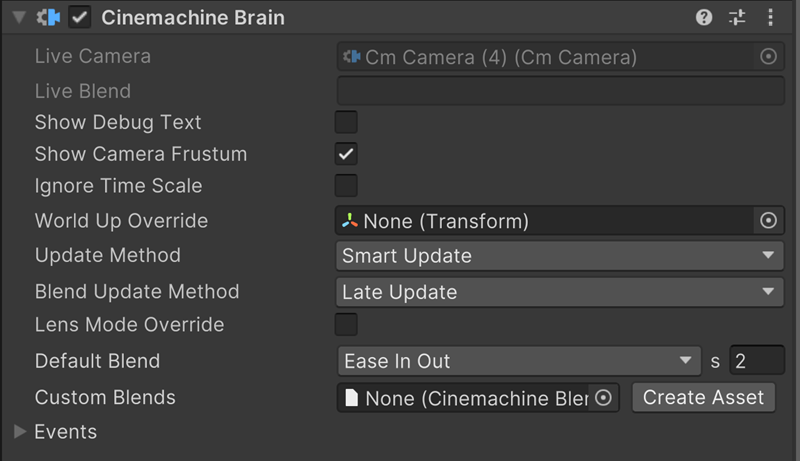 Cinemachine Brain
Live Camera Cm Camera (4) (Cm Camera)
Live Blend
Show Debug Text
Show Camera Frustum
Ignore Time Scale
World Up Override None (Transform)
Update Method Smart Update
Blend Update Method Late Update
Lens Mode Override
Default Blend Ease In Out s 2
Custom Blends None (Cinemachine Blen Create Asset
Events